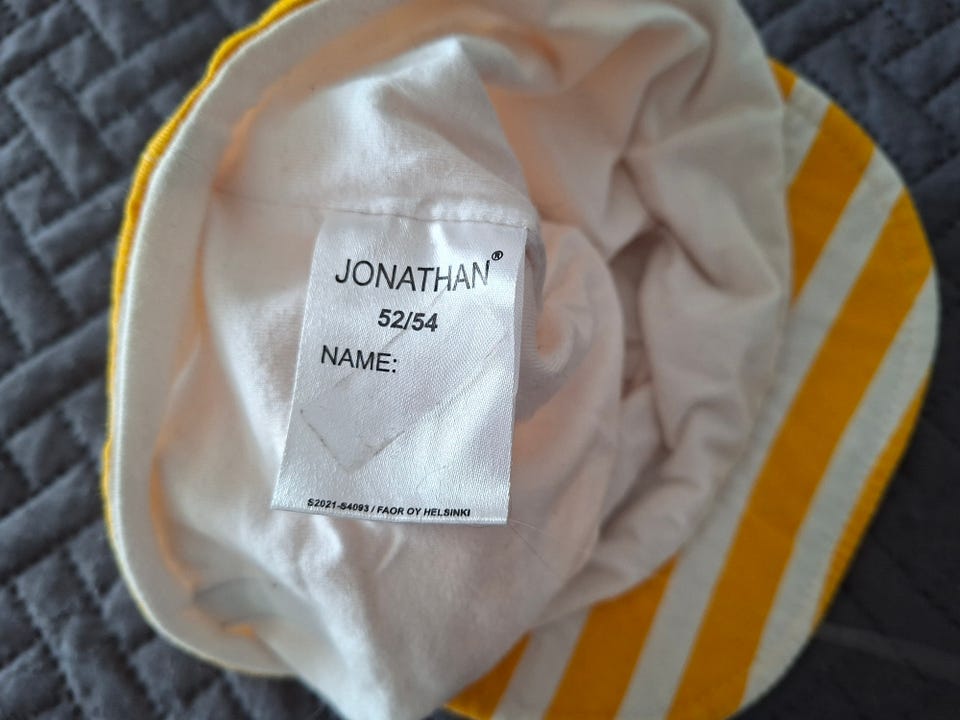 JONATHAN®
52/54
NAME:
S2021-S4093 / FAOR OY HELSINKI